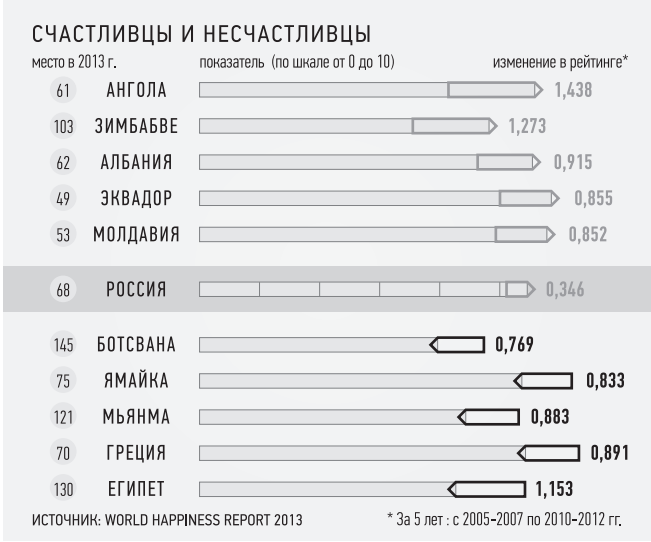 СЧАСТЛИВЦЫ И НЕСЧАСТЛИВЦЫ
место в 2013 г. показатель (по шкале от 0 до 10) изменение в рейтинге*
61 АНГОЛА 1,438
103 ЗИМБАБВЕ 1,273
62 АЛБАНИЯ 0,915
49 ЭКВАДОР 0,855
53 МОЛДАВИЯ 0,852
68 РОССИЯ 0,346
145 БОТСВАНА 0,769
75 ЯМАЙКА 0,833
121 МЬЯНМА 0,883
70 ГРЕЦИЯ 0,891
130 ЕГИПЕТ 1,153
ИСТОЧНИК: WORLD HAPPINESS REPORT 2013 * За 5 лет : с 2005-2007 по 2010-2012 гг.